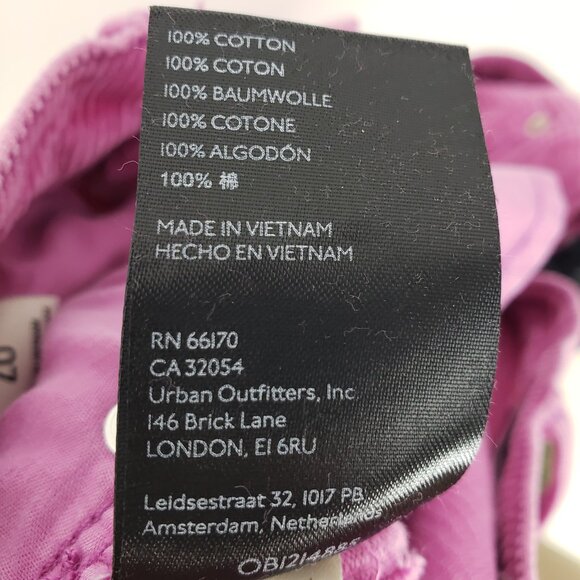 100% COTTON
100% COTON
100% BAUMWOLLE
100% COTONE
100% ALGODÓN
100% 棉
MADE IN VIETNAM
HECHO EN VIETNAM
RN 66170
CA 32054
Urban Outfitters, Inc
146 Brick Lane
LONDON, E1 6RU
Leidsestraat 32, 1017 PB,
Amsterdam, Netherlands